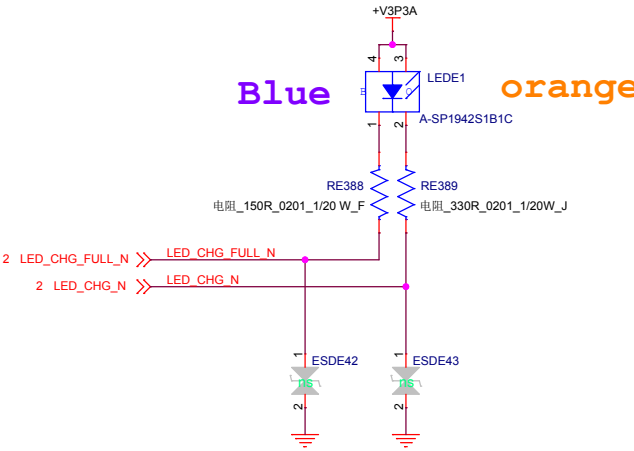 +V3P3A
4 3
LEDE1
Blue
orange
B O
A-SP1942S1B1C
1 2
RE388 RE389
电阻_150R_0201_1/20 W_F 电阻_330R_0201_1/20W_J
2 LED_CHG_FULL_N LED_CHG_FULL_N
2 LED_CHG_N LED_CHG_N
1 ESDE42 1 ESDE43
ns ns
2 2